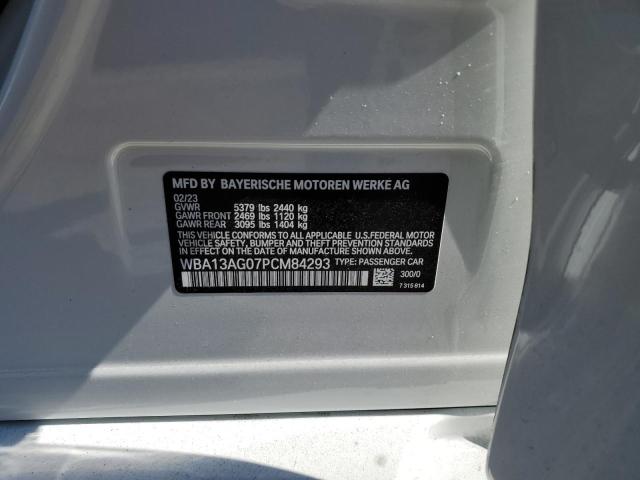 MFD BY BAYERISCHE MOTOREN WERKE AG
02/23
GVWR 5379 lbs 2440 kg
GAWR FRONT 2469 lbs 1120 kg
GAWR REAR 3095 lbs 1404 kg
THIS VEHICLE CONFORMS TO ALL APPLICABLE U.S.FEDERAL MOTOR
VEHICLE SAFETY, BUMPER AND THEFT PREVENTION STANDARDS
IN EFFECT ON THE DATE OF MANUFACTURE SHOWN ABOVE.
WBA13AG07PCM84293 TYPE: PASSENGER CAR
300/0
7 315 814